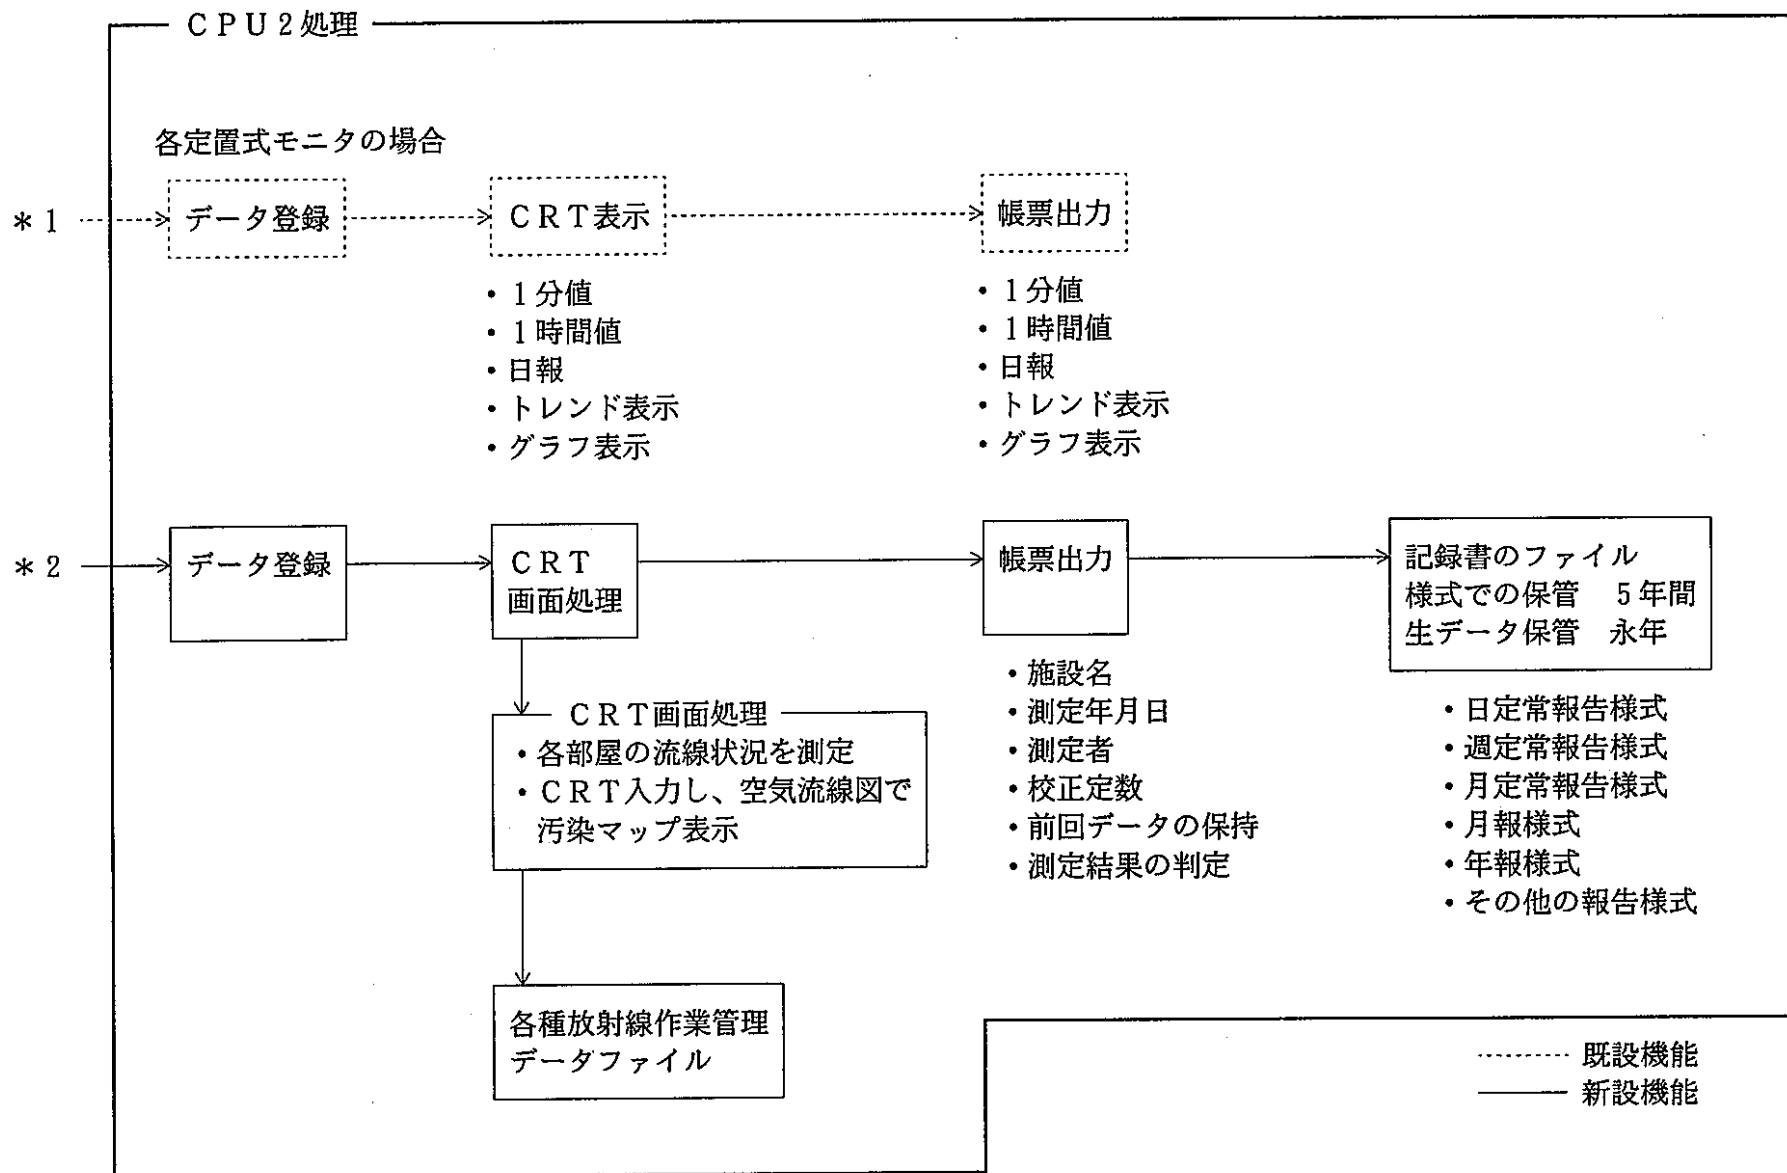 CPU2処理
各定置式モニタの場合
*1
データ登録
CRT表示
帳票出力
・1分値
・1時間値
・日報
・トレンド表示
・グラフ表示
・1分値
・1時間値
・日報
・トレンド表示
・グラフ表示
*2
データ登録
CRT
画面処理
帳票出力
記録書のファイル
様式での保管 5年間
生データ保管 永年
CRT画面処理
・各部屋の流線状況を測定
・CRT入力し、空気流線図で
汚染マップ表示
・施設名
・測定年月日
・測定者
・校正定数
・前回データの保持
・測定結果の判定
・日定常報告様式
・週定常報告様式
・月定常報告様式
・月報様式
・年報様式
・その他の報告様式
各種放射線作業管理
データファイル
既設機能
新設機能